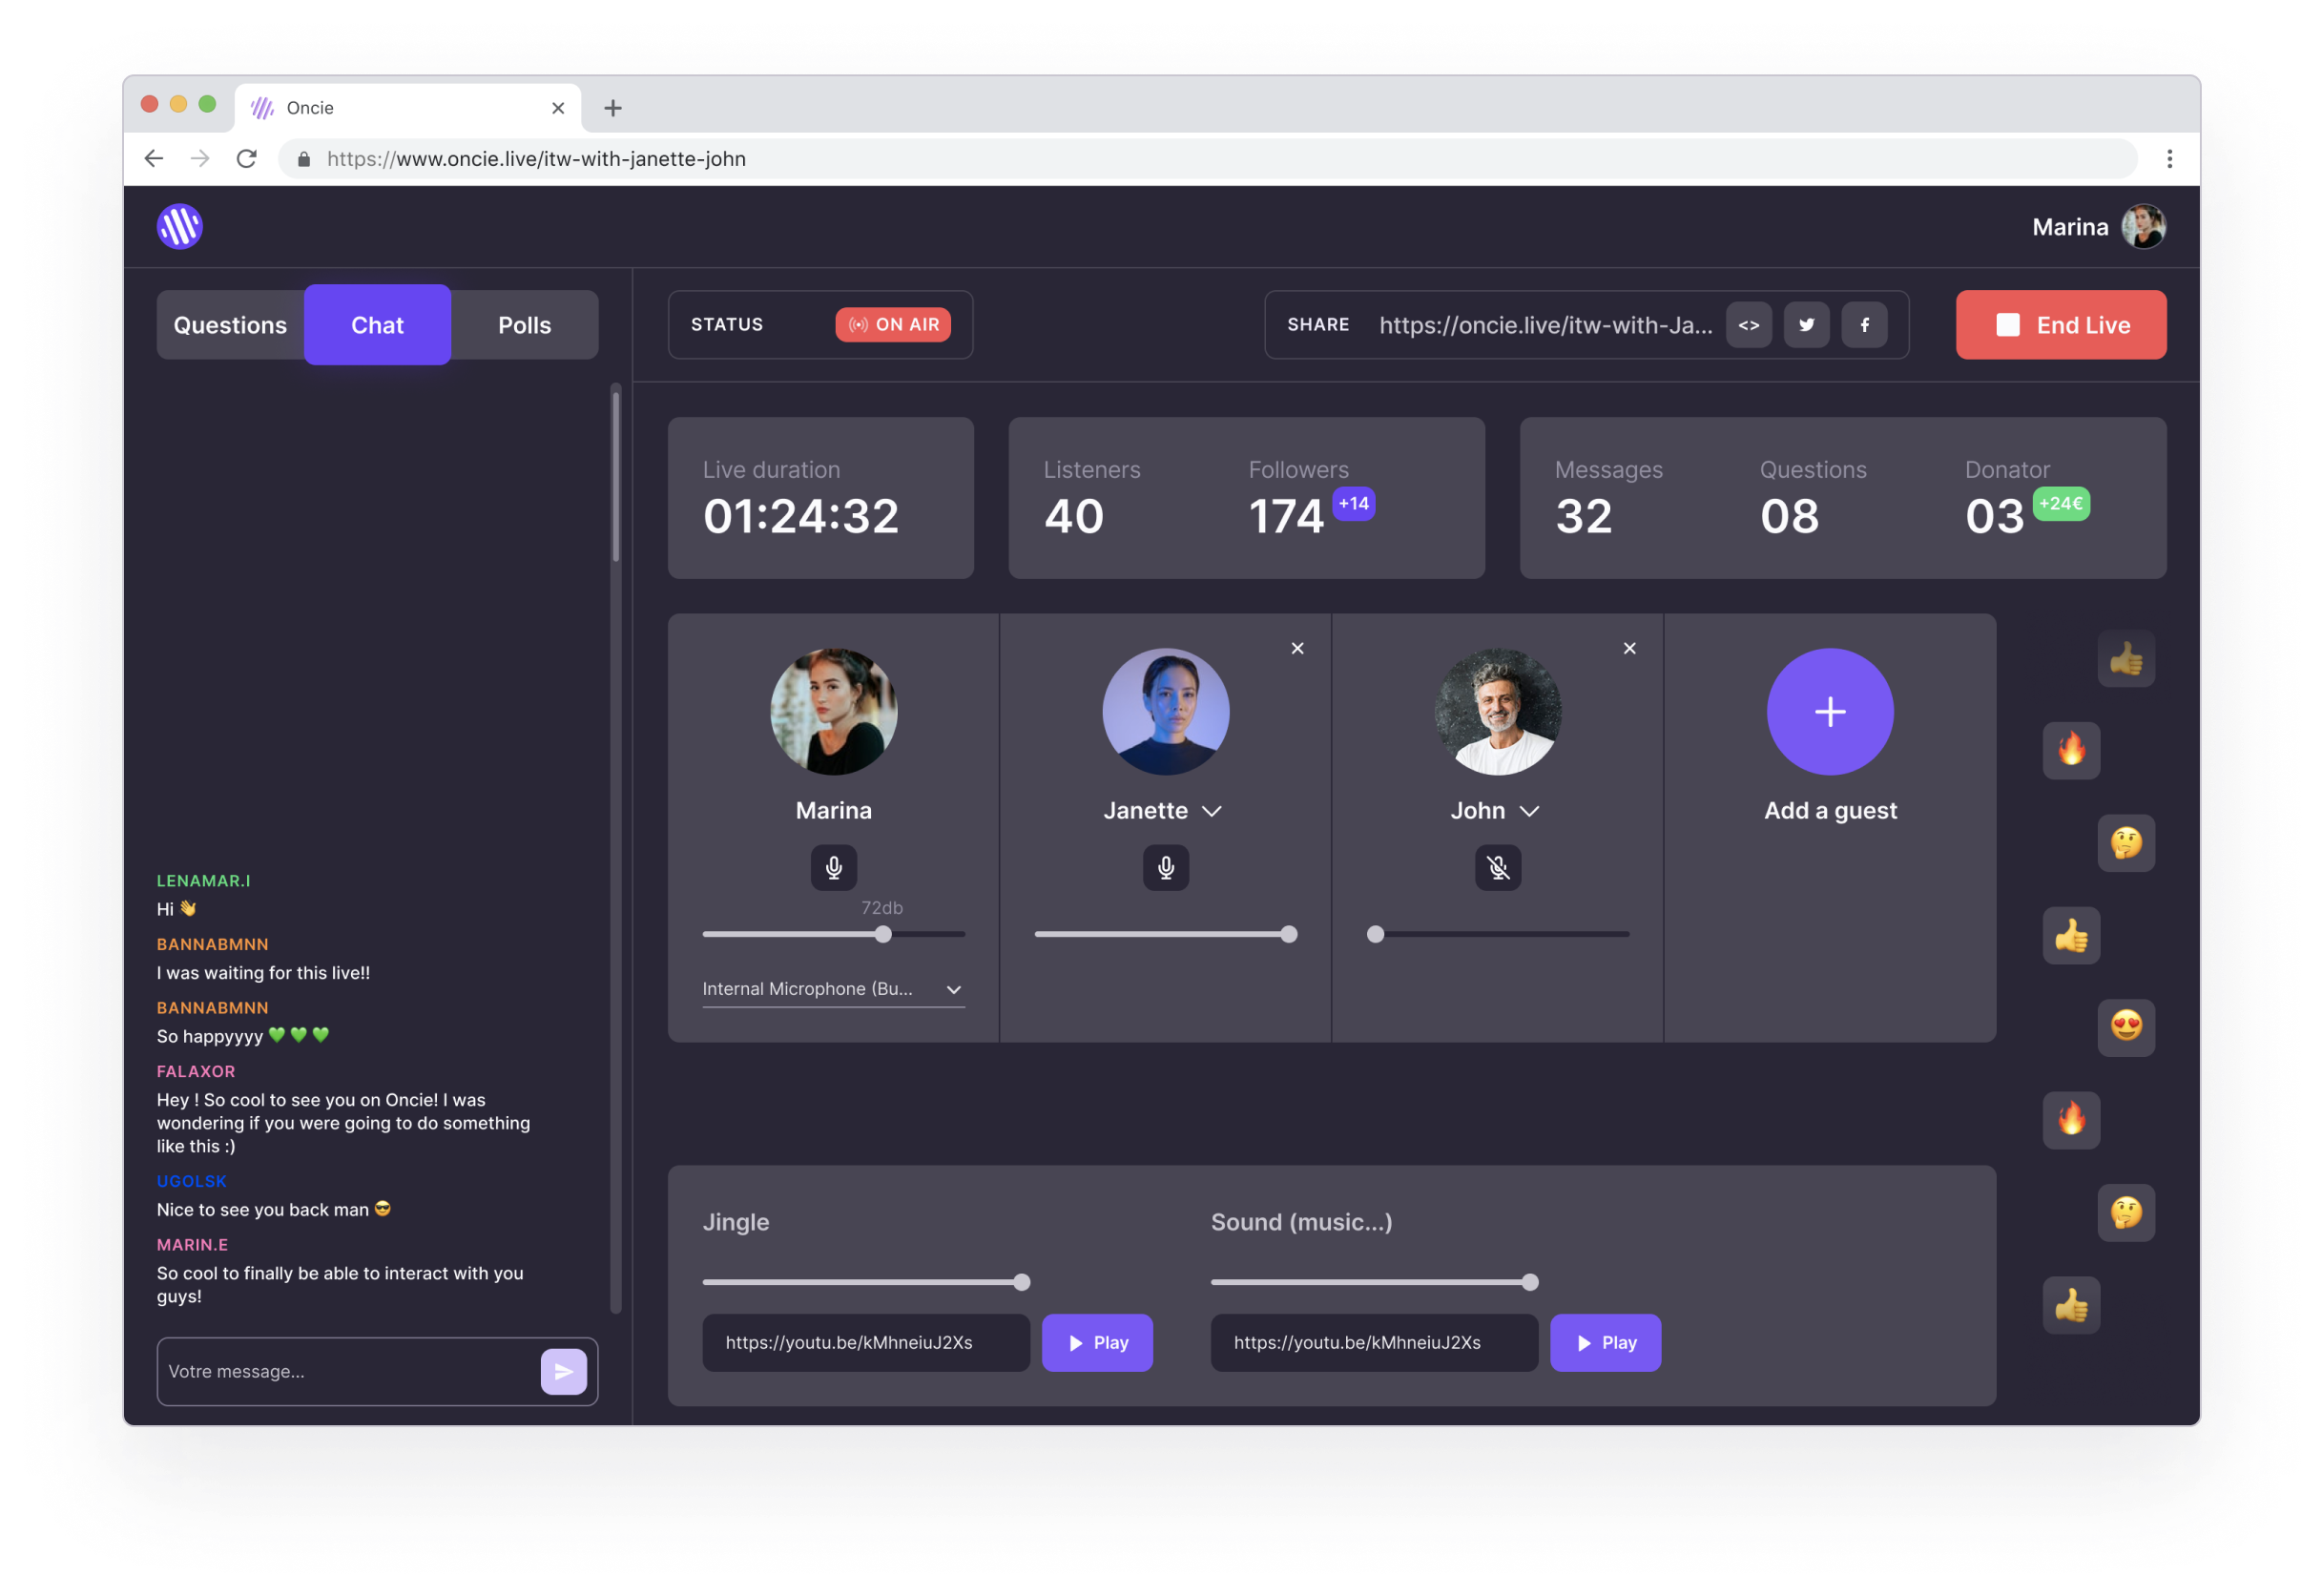 Oncie
https://www.oncie.live/itw-with-janette-john
Marina
Questions
Chat
Polls
STATUS
ON AIR
SHARE
https://oncie.live/itw-with-Ja...
<>
End Live
Live duration
01:24:32
Listeners
40
Followers
174
+14
Messages
32
Questions
08
Donator
03
+24€
Marina
72db
Internal Microphone (Bu...
Janette
John
Add a guest
LENAMAR.I
Hi 👋
BANNABMNN
I was waiting for this live!!
BANNABMNN
So happyyyy 💚 💚 💚
FALAXOR
Hey ! So cool to see you on Oncie! I was
wondering if you were going to do something
like this :)
UGOLSK
Nice to see you back man 😎
MARIN.E
So cool to finally be able to interact with you
guys!
Votre message...
Jingle
https://youtu.be/kMhneiuJ2Xs
Play
Sound (music...)
https://youtu.be/kMhneiuJ2Xs
Play